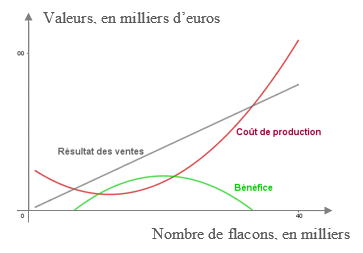 Valeurs, en milliers d'euros
00
Coût de production
Résultat des ventes
Bénéfice
0
40
Nombre de flacons, en milliers